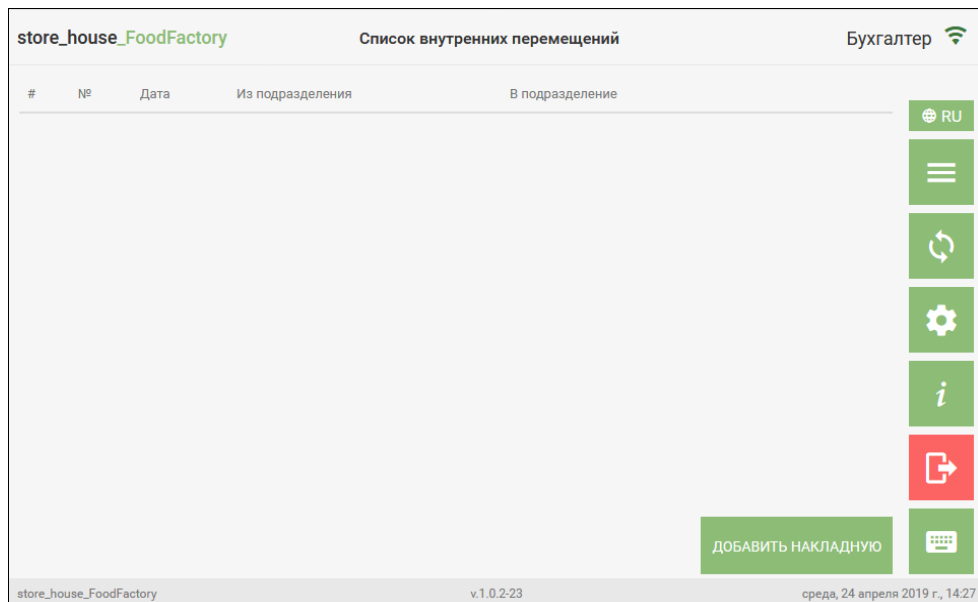 store_house_FoodFactory Список внутренних перемещений Бухгалтер
# № Дата Из подразделения В подразделение
RU
i
ДОБАВИТЬ НАКЛАДНУЮ
store_house_FoodFactory v.1.0.2-23 среда, 24 апреля 2019 г., 14:27